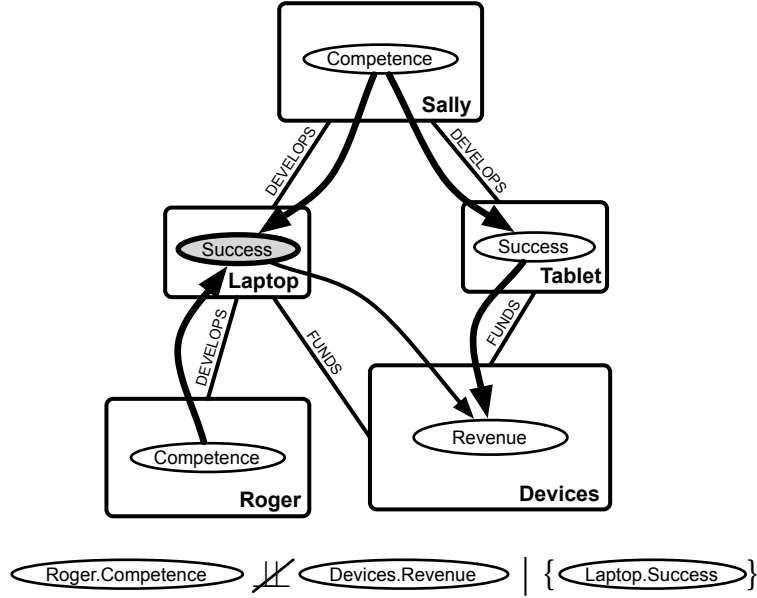 Competence
Sally
DEVELOPS
DEVELOPS
Success
Laptop
Success
Tablet
DEVELOPS
FUNDS
FUNDS
Competence
Roger
Revenue
Devices
Roger.Competence ⫫̸ Devices.Revenue | { Laptop.Success }